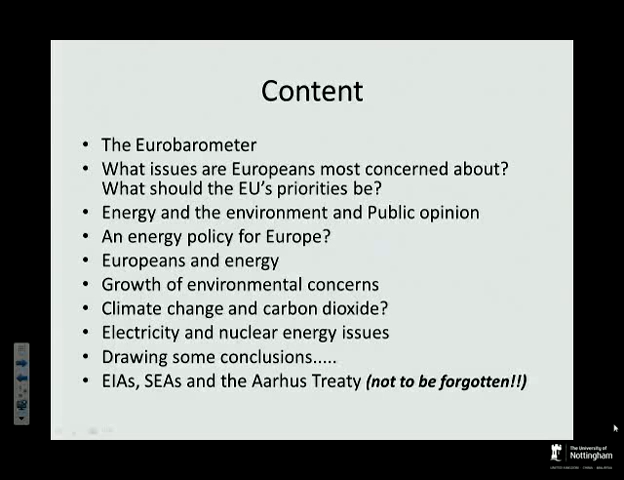 Content
• The Eurobarometer
• What issues are Europeans most concerned about?
What should the EU's priorities be?
• Energy and the environment and Public opinion
• An energy policy for Europe?
• Europeans and energy
• Growth of environmental concerns
• Climate change and carbon dioxide?
• Electricity and nuclear energy issues
• Drawing some conclusions.....
• EIAs, SEAs and the Aarhus Treaty (not to be forgotten!!)
The University of
Nottingham